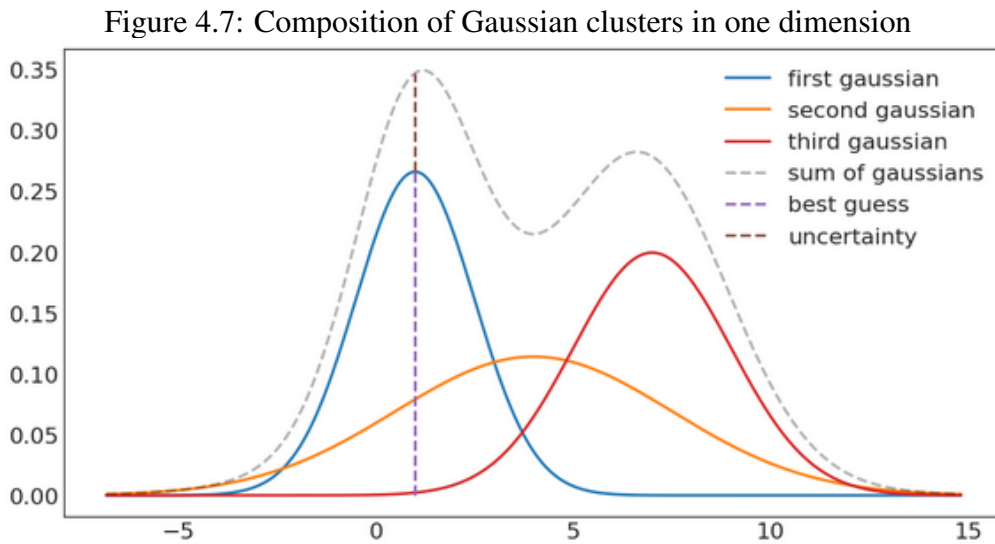 Figure 4.7: Composition of Gaussian clusters in one dimension
0.35
0.30
0.25
0.20
0.15
0.10
0.05
0.00
first gaussian
second gaussian
third gaussian
sum of gaussians
best guess
uncertainty
−5 0 5 10 15